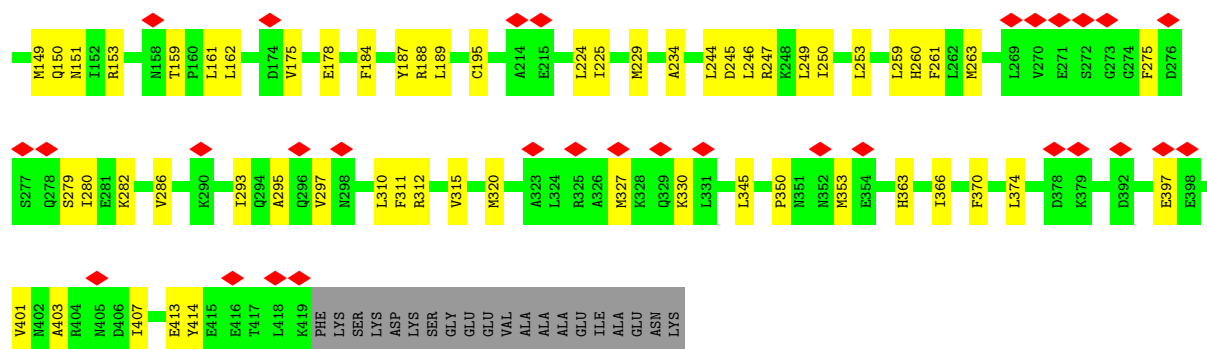 M149 Q150 N151 I152 R153 N158 T159 P160 L161 L162 D174 V175 E178 F184 Y187 R188 L189 C195 A214 E215 L224 I225 M229 A234 L244 D245 L246 R247 K248 L249 I250 L253 L259 H260 F261 L262 M263 L269 V270 E271 S272 G273 G274 F275 D276
S277 Q278 S279 I280 E281 K282 V286 K290 I293 Q294 A295 Q296 V297 N298 L310 F311 R312 V315 M320 A323 L324 R325 A326 M327 K328 Q329 K330 L331 L345 P350 N351 N352 M353 E354 H363 I366 F370 L374 D378 K379 D392 E397 E398
V401 N402 A403 R404 N405 D406 I407 E413 Y414 E415 E416 T417 L418 K419 PHE LYS SER LYS ASP LYS SER GLY GLU GLU VAL ALA ALA ALA GLU ILE ALA GLU ASN LYS